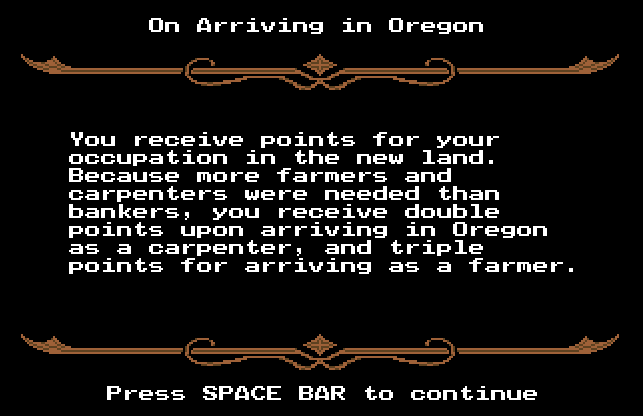 On Arriving in Oregon
You receive points for your
occupation in the new land.
Because more farmers and
carpenters were needed than
bankers, you receive double
points upon arriving in Oregon
as a carpenter, and triple
points for arriving as a farmer.
Press SPACE BAR to continue